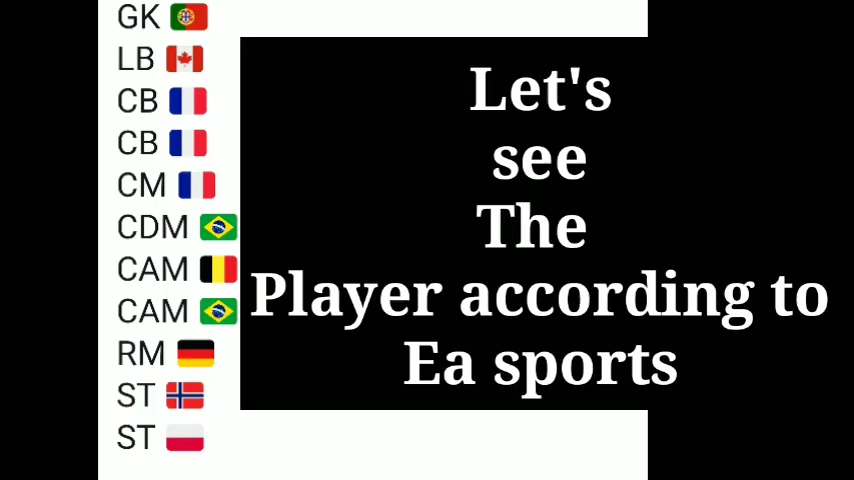 GK 🇵🇹
LB 🇨🇦
CB 🇫🇷
CB 🇫🇷
CM 🇫🇷
CDM 🇧🇷
CAM 🇧🇪
CAM 🇧🇷
RM 🇩🇪
ST 🇳🇴
ST 🇵🇱
Let's
see
The
Player according to
Ea sports